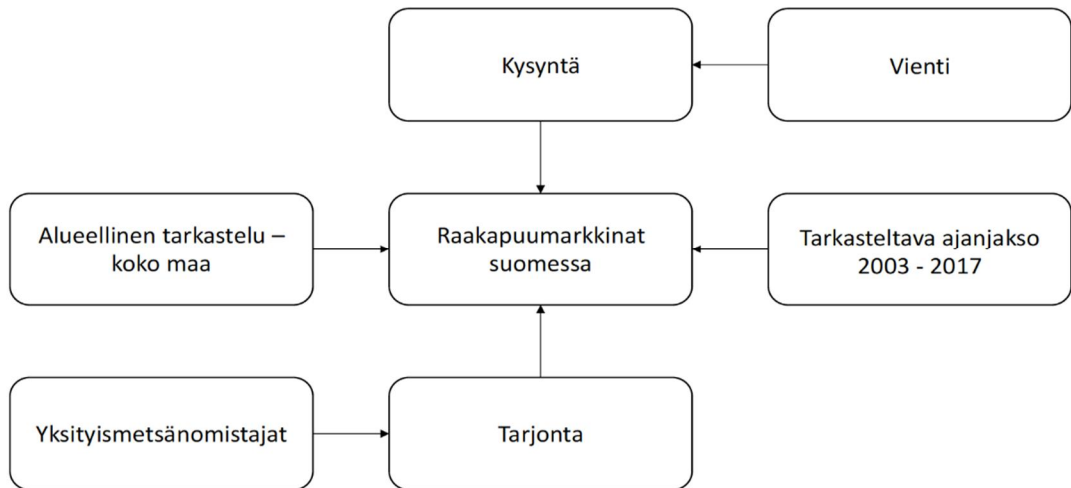 Kysyntä
Vienti
Alueellinen tarkastelu –
koko maa
Raakapuumarkkinat
suomessa
Tarkasteltava ajanjakso
2003 - 2017
Yksityismetsänomistajat
Tarjonta